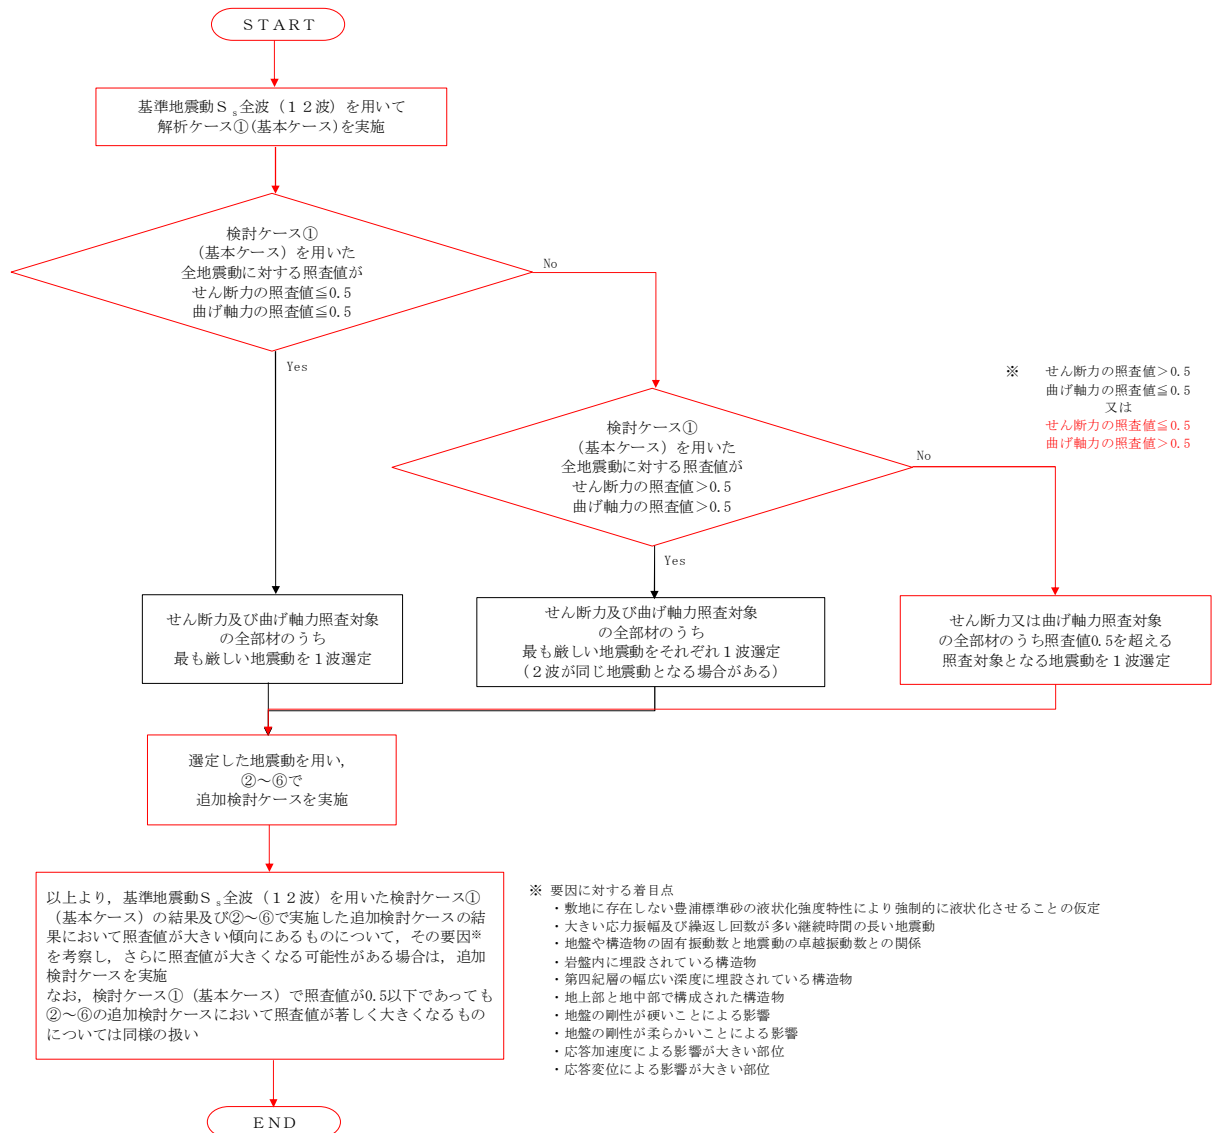 ＳＴＡＲＴ
基準地震動Ｓｓ全波（１２波）を用いて
解析ケース①(基本ケース)を実施
検討ケース①
（基本ケース）を用いた
全地震動に対する照査値が
せん断力の照査値≦0.5
曲げ軸力の照査値≦0.5
No
Yes
※　せん断力の照査値＞0.5
曲げ軸力の照査値≦0.5
又は
せん断力の照査値≦0.5
曲げ軸力の照査値＞0.5
検討ケース①
（基本ケース）を用いた
全地震動に対する照査値が
せん断力の照査値＞0.5
曲げ軸力の照査値＞0.5
No
Yes
せん断力及び曲げ軸力照査対象
の全部材のうち
最も厳しい地震動を１波選定
せん断力及び曲げ軸力照査対象
の全部材のうち
最も厳しい地震動をそれぞれ１波選定
（２波が同じ地震動となる場合がある）
せん断力又は曲げ軸力照査対象
の全部材のうち照査値0.5を超える
照査対象となる地震動を１波選定
選定した地震動を用い，
②～⑥で
追加検討ケースを実施
以上より，基準地震動Ｓｓ全波（１２波）を用いた検討ケース①
（基本ケース）の結果及び②～⑥で実施した追加検討ケースの結
果において照査値が大きい傾向にあるものについて，その要因※
を考察し，さらに照査値が大きくなる可能性がある場合は，追加
検討ケースを実施
なお，検討ケース①（基本ケース）で照査値が0.5以下であっても
②～⑥の追加検討ケースにおいて照査値が著しく大きくなるもの
については同様の扱い
※ 要因に対する着目点
・敷地に存在しない豊浦標準砂の液状化強度特性により強制的に液状化させることの仮定
・大きい応力振幅及び繰返し回数が多い継続時間の長い地震動
・地盤や構造物の固有振動数と地震動の卓越振動数との関係
・岩盤内に埋設されている構造物
・第四紀層の幅広い深度に埋設されている構造物
・地上部と地中部で構成された構造物
・地盤の剛性が硬いことによる影響
・地盤の剛性が柔らかいことによる影響
・応答加速度による影響が大きい部位
・応答変位による影響が大きい部位
ＥＮＤ